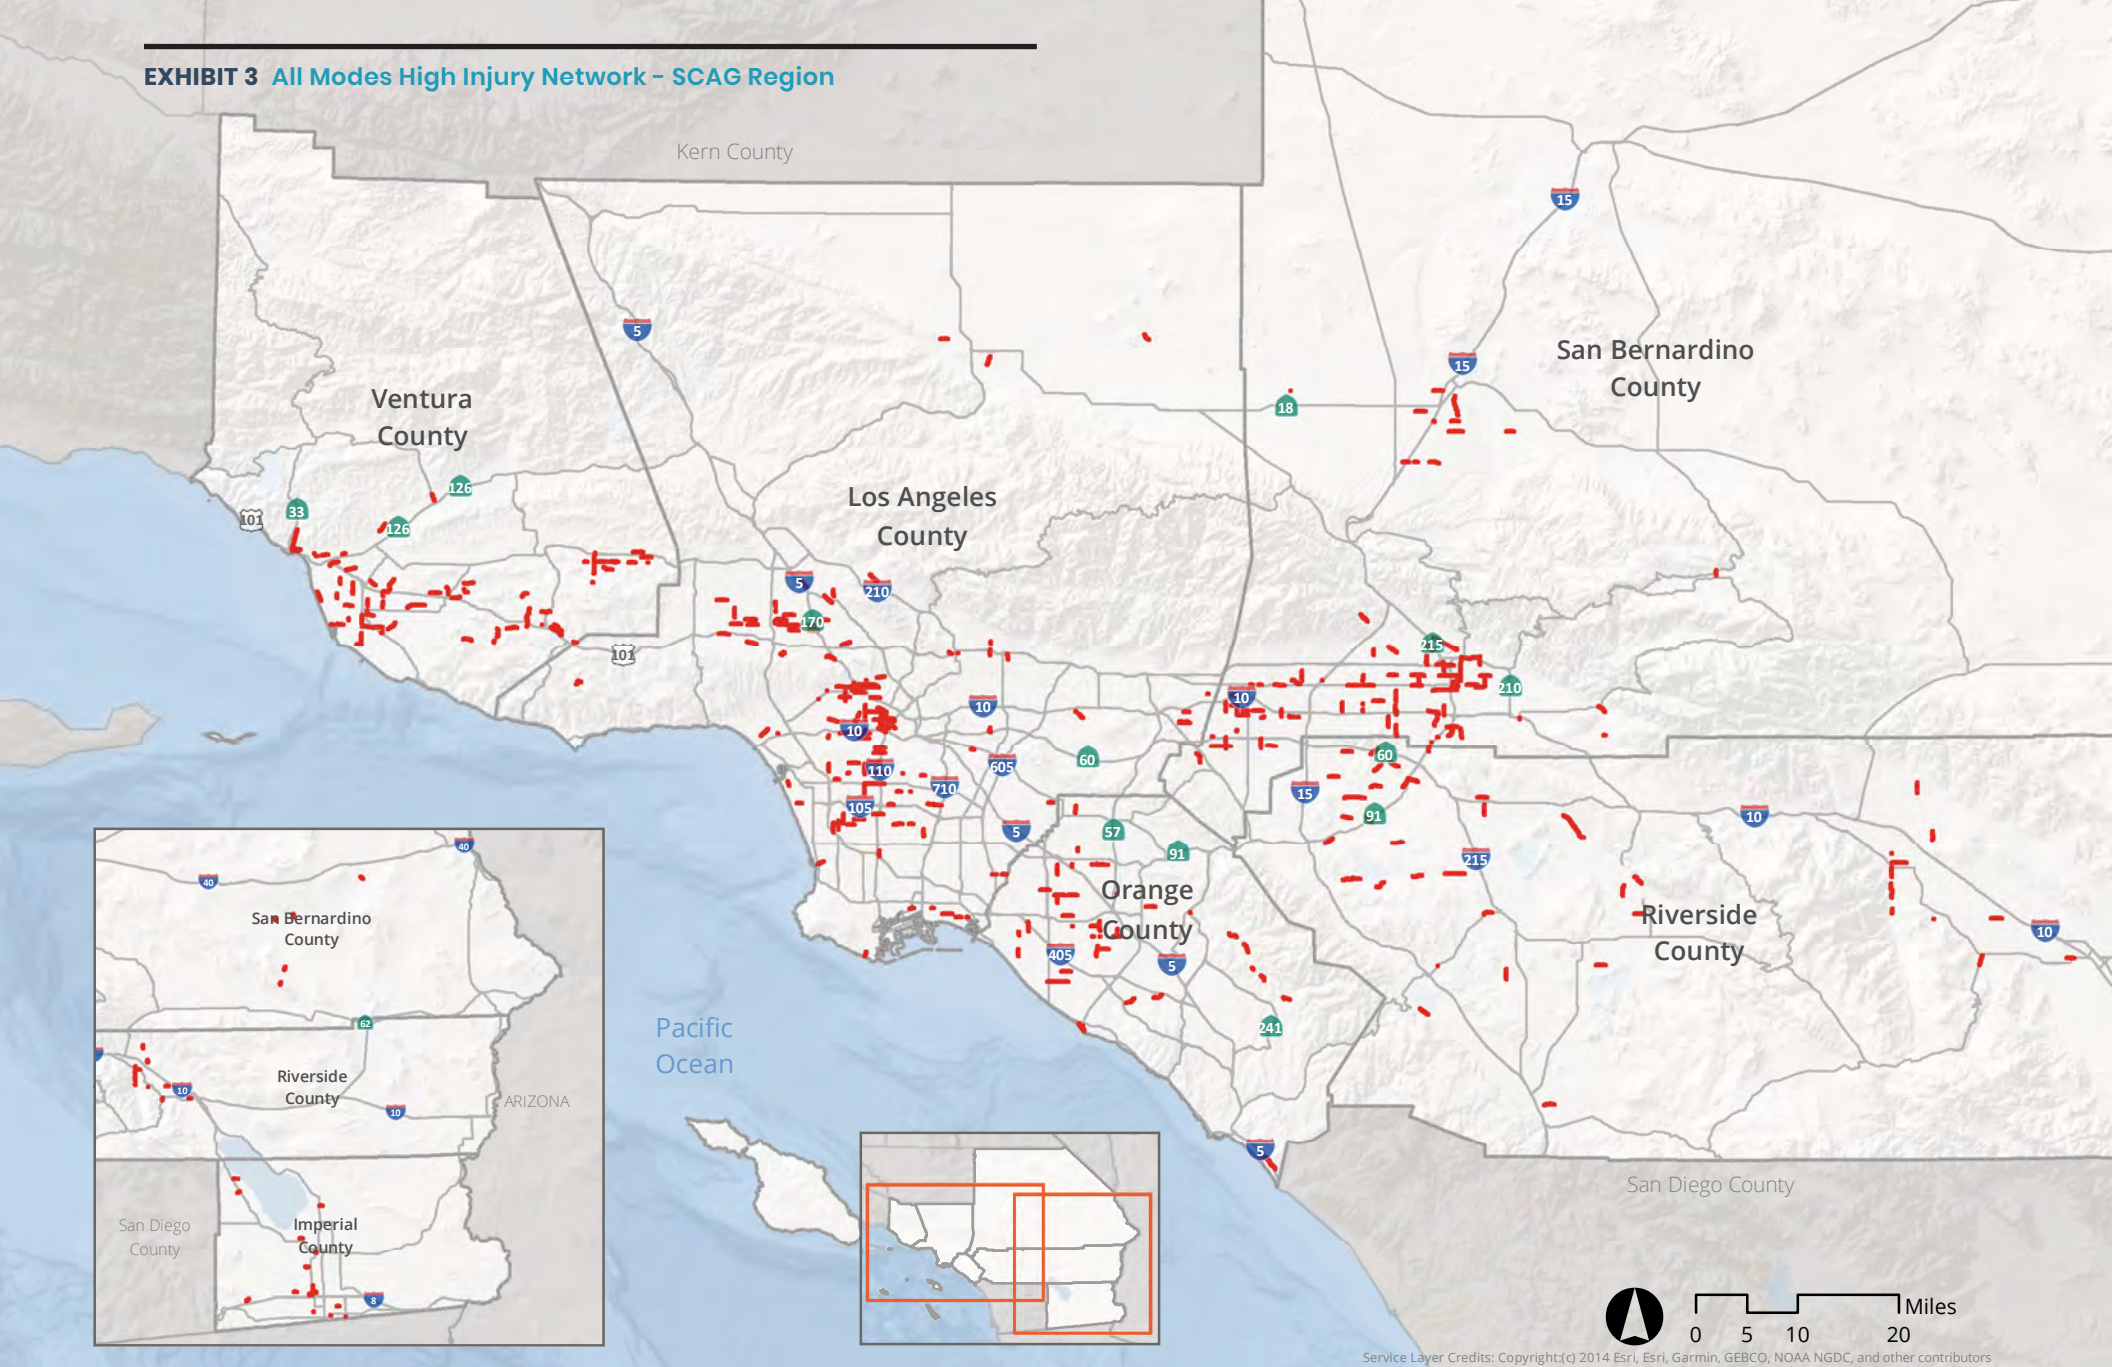 EXHIBIT 3 All Modes High Injury Network - SCAG Region
Kern County
15
5
15
San Bernardino
County
Ventura
County
18
126
Los Angeles
County
33
101
126
5
210
170
215
101
210
10
10
10
60
60
110
605
710
15
105
91
10
5
57
91
215
Orange
County
Riverside
County
10
405
5
241
Pacific
Ocean
5
San Diego County
40
40
San Bernardino
County
62
Riverside
County
10
10
ARIZONA
San Diego
County
Imperial
County
8
Miles
0 5 10 20
Service Layer Credits: Copyright:(c) 2014 Esri, Esri, Garmin, GEBCO, NOAA NGDC, and other contributors